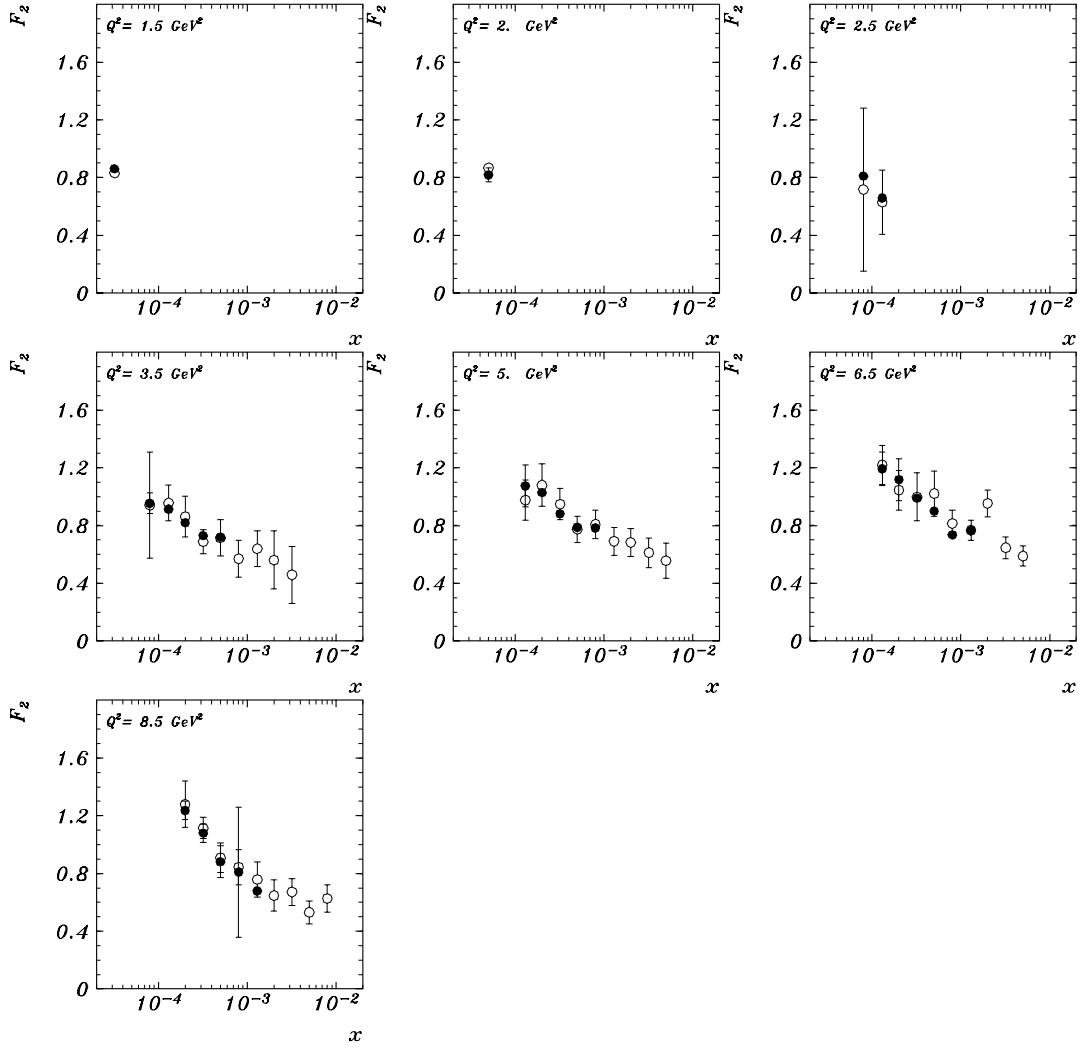 F₂ Q²= 1.5 GeV²
1.6
1.2
0.8
0.4
0
10⁻⁴ 10⁻³ 10⁻²
x
F₂ Q²= 2. GeV²
1.6
1.2
0.8
0.4
0
10⁻⁴ 10⁻³ 10⁻²
x
F₂ Q²= 2.5 GeV²
1.6
1.2
0.8
0.4
0
10⁻⁴ 10⁻³ 10⁻²
x
F₂ Q²= 3.5 GeV²
1.6
1.2
0.8
0.4
0
10⁻⁴ 10⁻³ 10⁻²
x
F₂ Q²= 5. GeV²
1.6
1.2
0.8
0.4
0
10⁻⁴ 10⁻³ 10⁻²
x
F₂ Q²= 6.5 GeV²
1.6
1.2
0.8
0.4
0
10⁻⁴ 10⁻³ 10⁻²
x
F₂ Q²= 8.5 GeV²
1.6
1.2
0.8
0.4
0
10⁻⁴ 10⁻³ 10⁻²
x